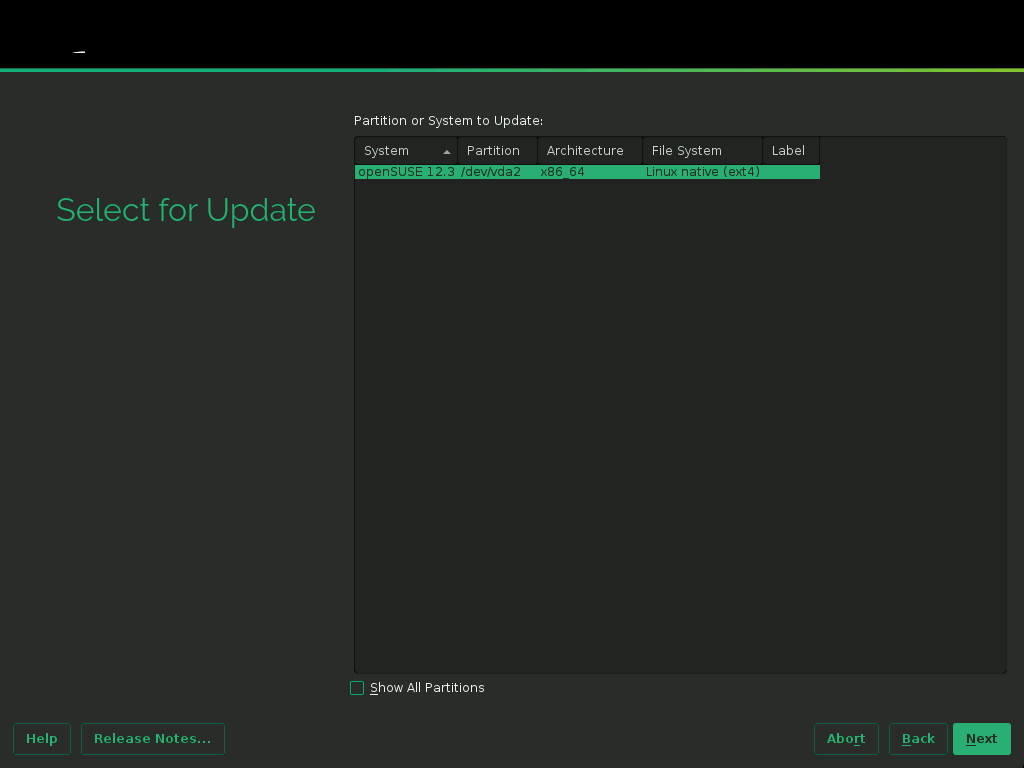 Partition or System to Update:
System Partition Architecture File System Label
openSUSE 12.3 /dev/vda2 x86_64 Linux native (ext4)
Select for Update
Show All Partitions
Help Release Notes... Abort Back Next